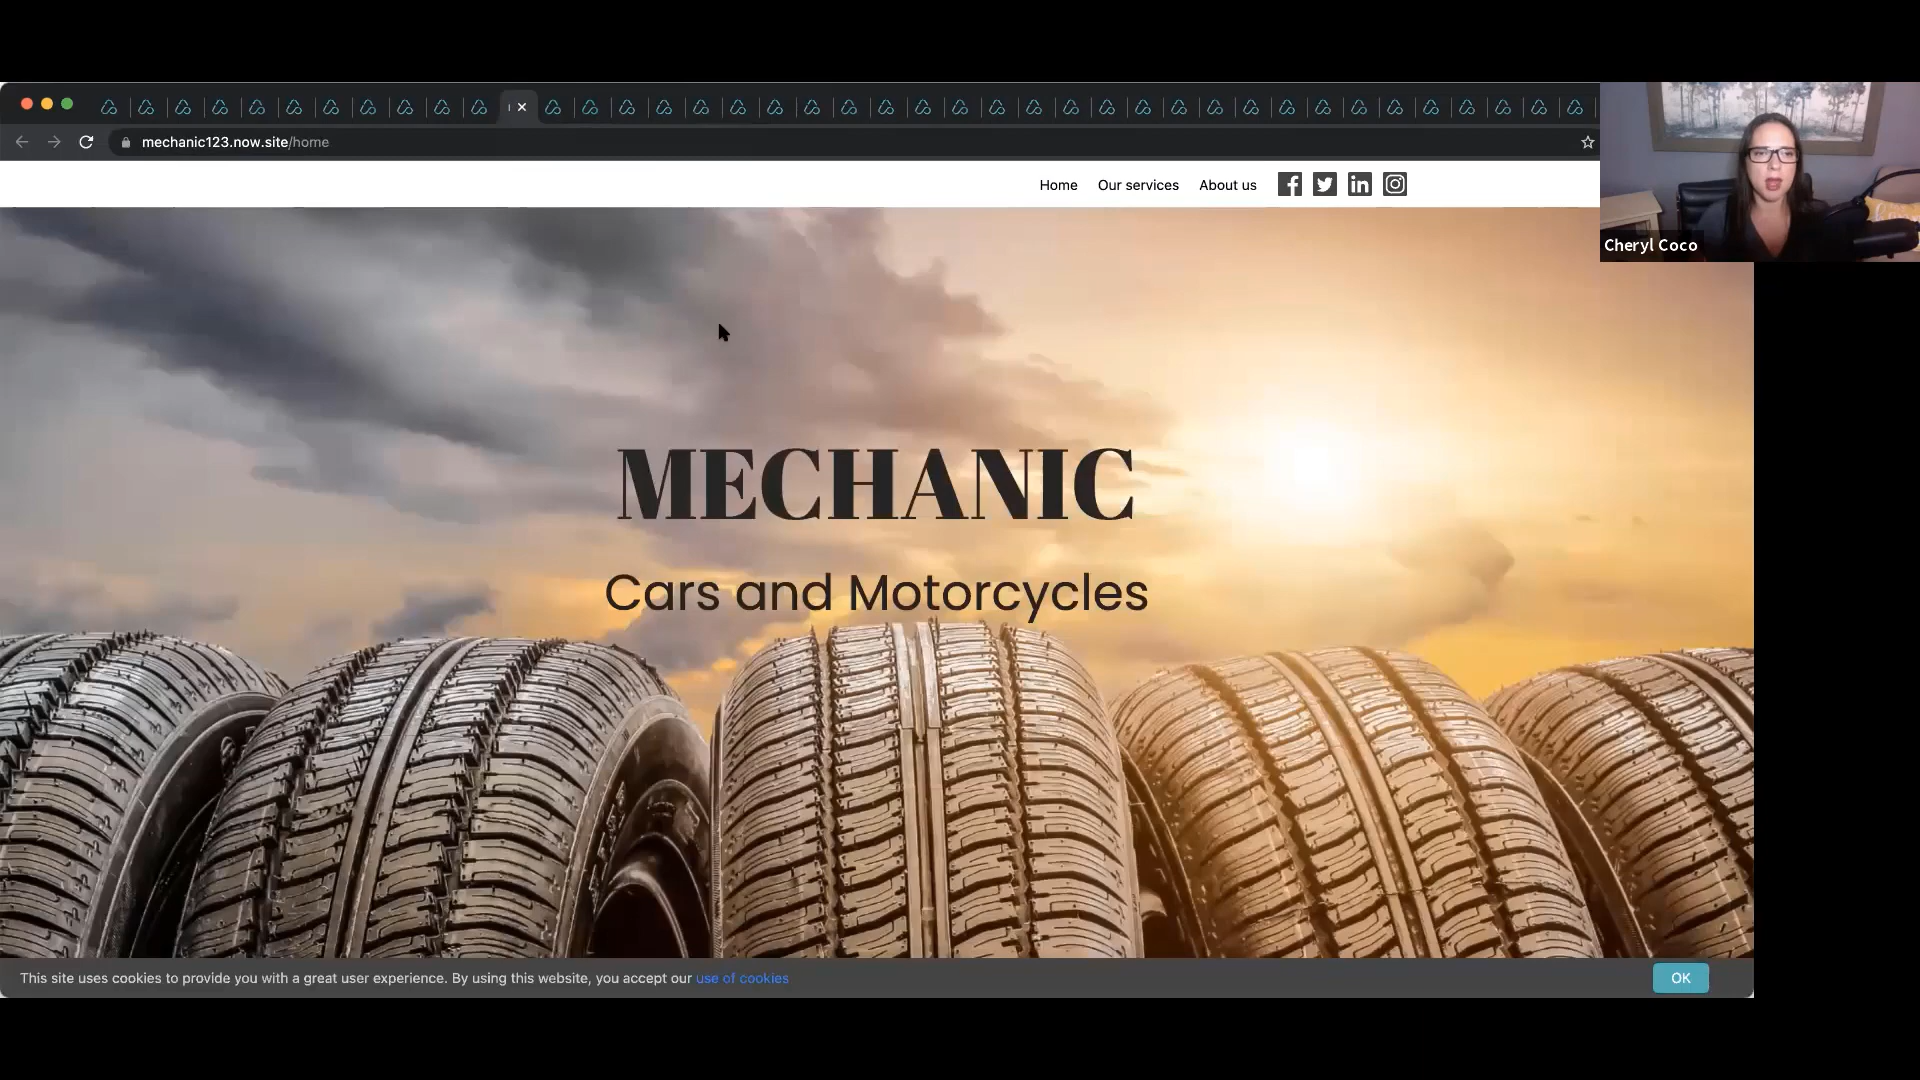 mechanic123.now.site/home
Home Our services About us
Cheryl Coco
MECHANIC
Cars and Motorcycles
This site uses cookies to provide you with a great user experience. By using this website, you accept our use of cookies
OK